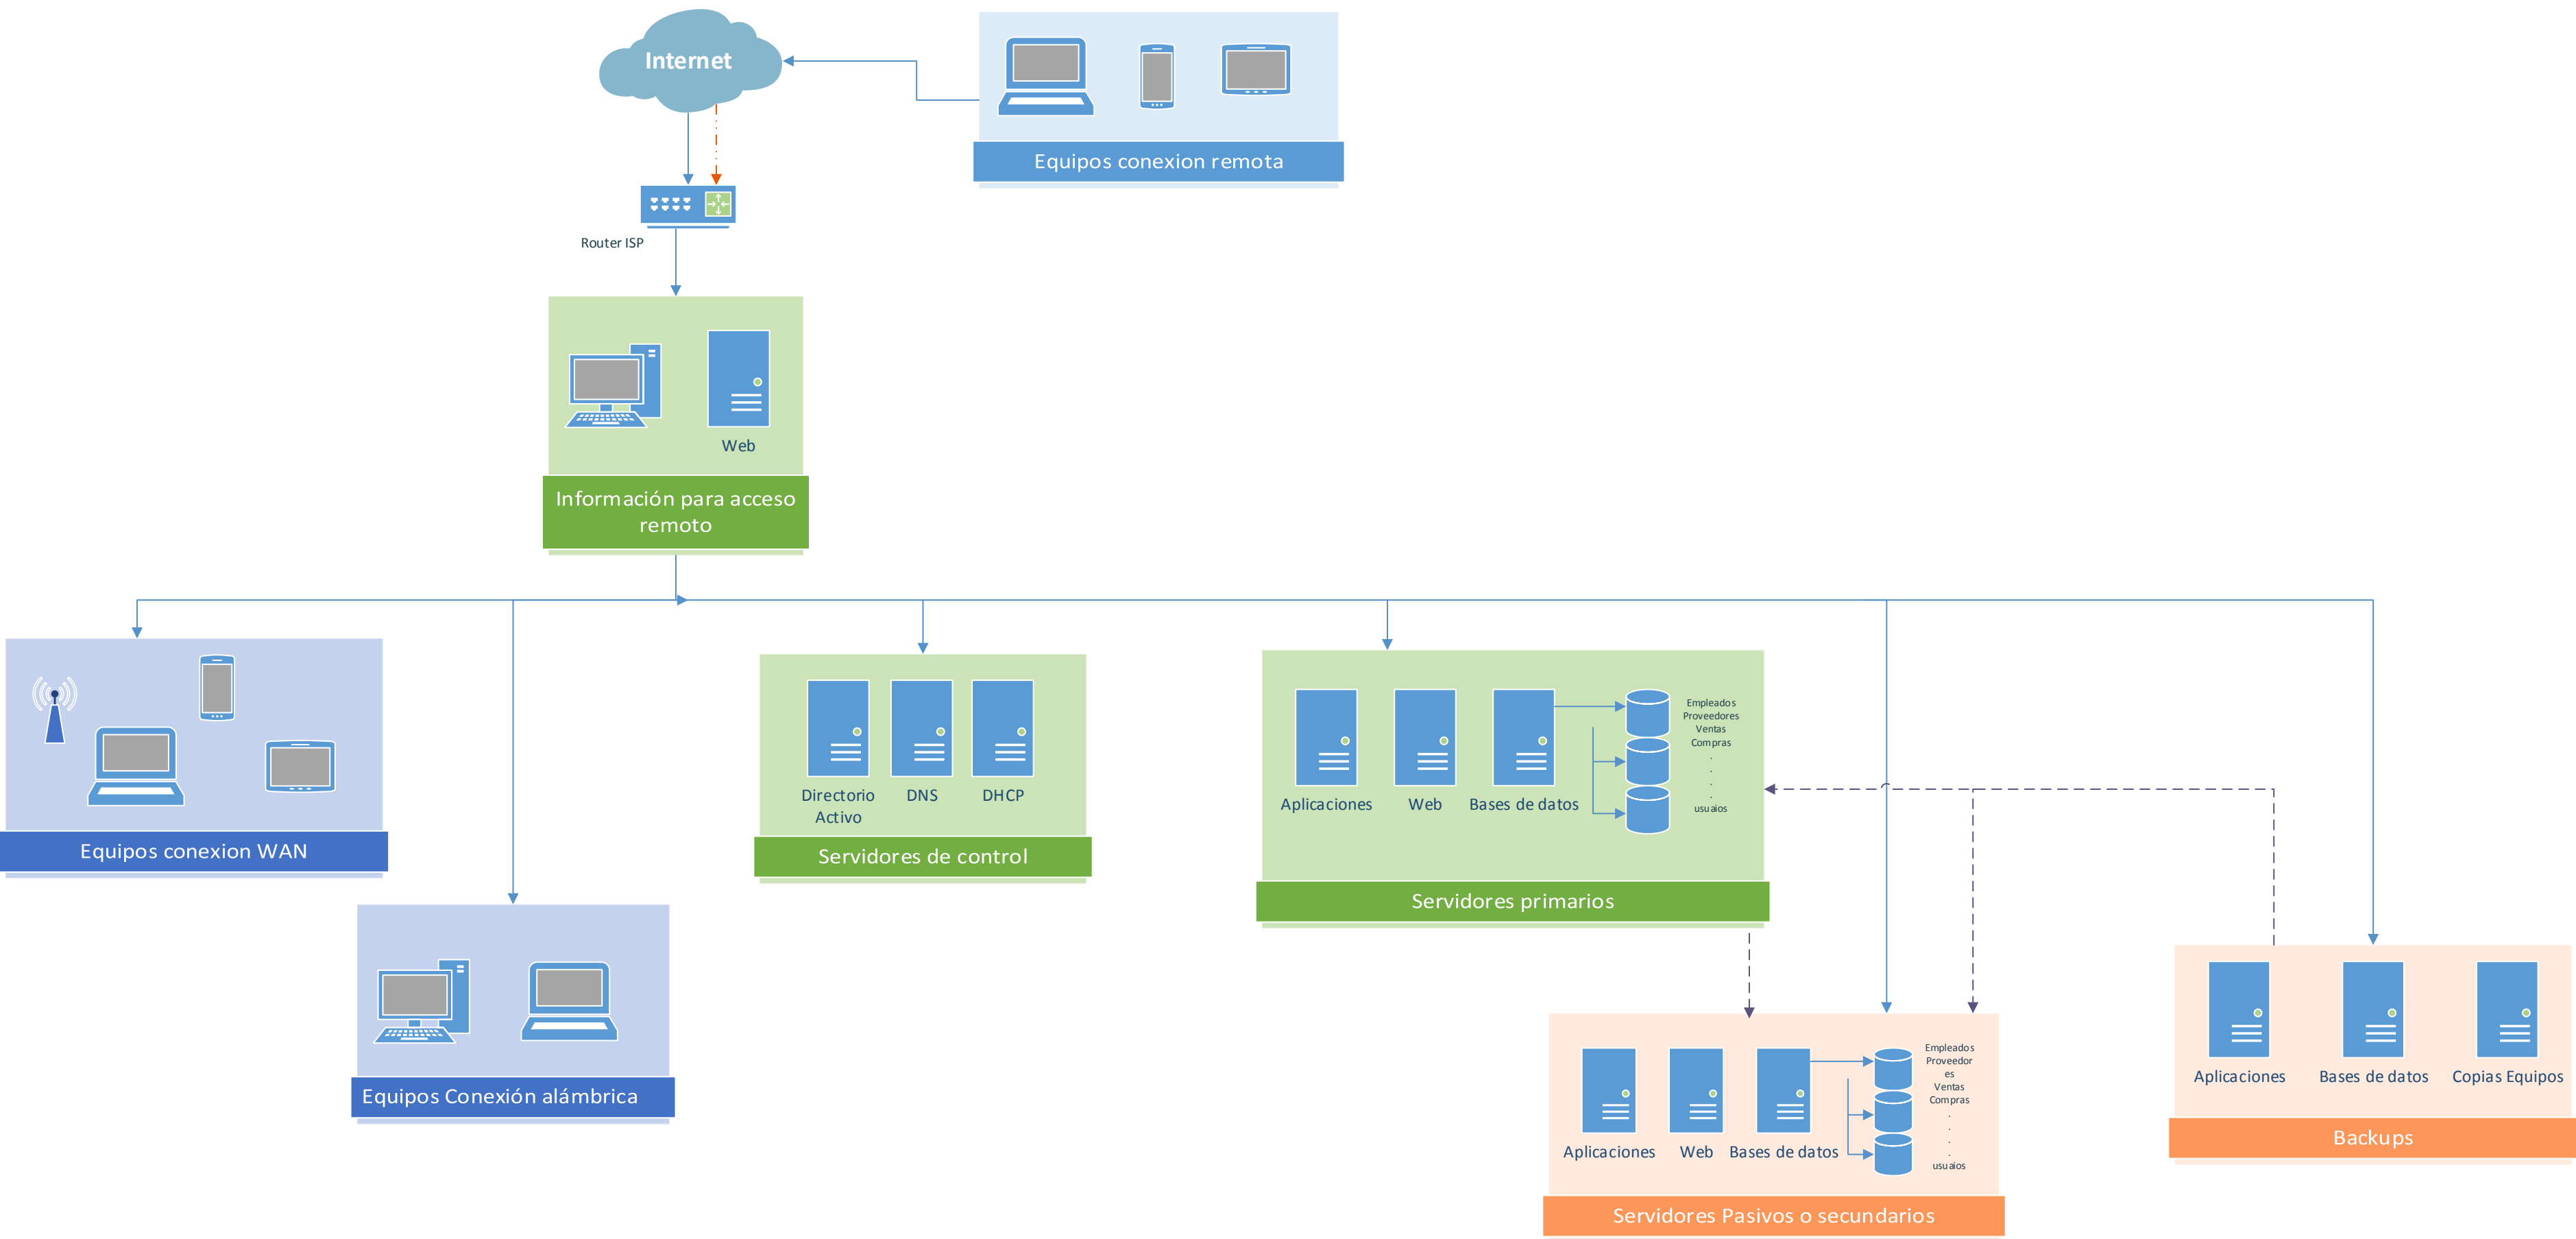 Internet
Equipos conexion remota
Router ISP
Web
Información para acceso
remoto
Equipos conexion WAN
Equipos Conexión alámbrica
Directorio
Activo
DNS
DHCP
Servidores de control
Aplicaciones
Web
Bases de datos
Empleados
Proveedores
Ventas
Compras
.
.
.
.
usuaios
Servidores primarios
Aplicaciones
Web
Bases de datos
Empleados
Proveedor
es
Ventas
Compras
.
.
.
.
usuaios
Servidores Pasivos o secundarios
Aplicaciones
Bases de datos
Copias Equipos
Backups